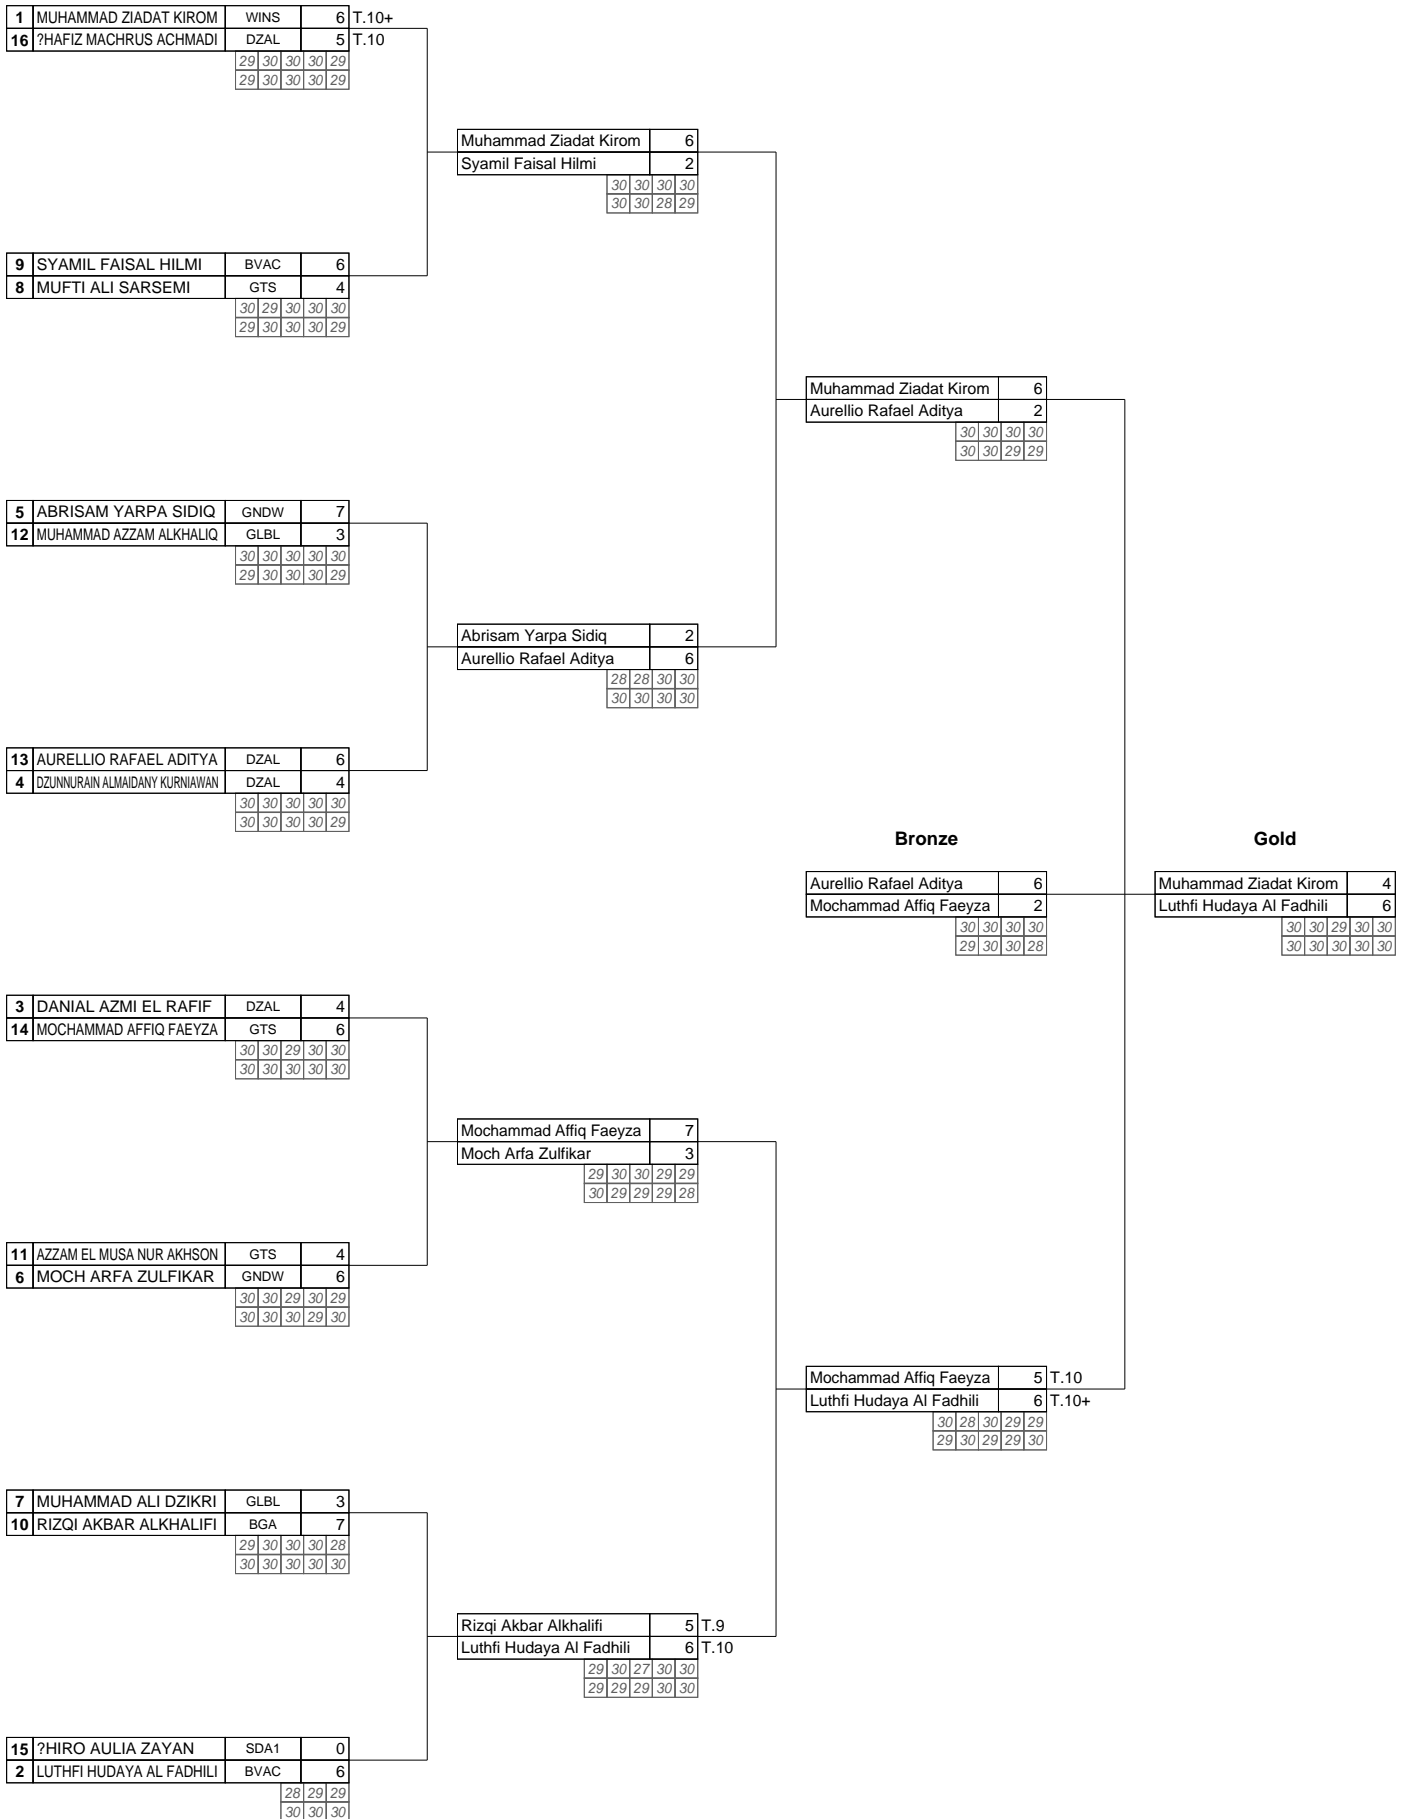 1 MUHAMMAD ZIADAT KIROM WINS 6 T.10+
16 ?HAFIZ MACHRUS ACHMADI DZAL 5 T.10
29 30 30 30 29
29 30 30 30 29
Muhammad Ziadat Kirom 6
Syamil Faisal Hilmi 2
30 30 30 30
30 30 28 29
9 SYAMIL FAISAL HILMI BVAC 6
8 MUFTI ALI SARSEMI GTS 4
30 29 30 30 30
29 30 30 30 29
Muhammad Ziadat Kirom 6
Aurellio Rafael Aditya 2
30 30 30 30
30 30 29 29
5 ABRISAM YARPA SIDIQ GNDW 7
12 MUHAMMAD AZZAM ALKHALIQ GLBL 3
30 30 30 30 30
29 30 30 30 29
Abrisam Yarpa Sidiq 2
Aurellio Rafael Aditya 6
28 28 30 30
30 30 30 30
13 AURELLIO RAFAEL ADITYA DZAL 6
4 DZUNNURAIN ALMAIDANY KURNIAWAN DZAL 4
30 30 30 30 30
30 30 30 30 29
Bronze Gold
Aurellio Rafael Aditya 6 Muhammad Ziadat Kirom 4
Mochammad Affiq Faeyza 2 Luthfi Hudaya Al Fadhili 6
30 30 30 30 30 30 29 30 30
29 30 30 28 30 30 30 30 30
3 DANIAL AZMI EL RAFIF DZAL 4
14 MOCHAMMAD AFFIQ FAEYZA GTS 6
30 30 29 30 30
30 30 30 30 30
Mochammad Affiq Faeyza 7
Moch Arfa Zulfikar 3
29 30 30 29 29
30 29 29 29 28
11 AZZAM EL MUSA NUR AKHSON GTS 4
6 MOCH ARFA ZULFIKAR GNDW 6
30 30 29 30 29
30 30 30 29 30
Mochammad Affiq Faeyza 5 T.10
Luthfi Hudaya Al Fadhili 6 T.10+
30 28 30 29 29
29 30 29 29 30
7 MUHAMMAD ALI DZIKRI GLBL 3
10 RIZQI AKBAR ALKHALIFI BGA 7
29 30 30 30 28
30 30 30 30 30
Rizqi Akbar Alkhalifi 5 T.9
Luthfi Hudaya Al Fadhili 6 T.10
29 30 27 30 30
29 29 29 30 30
15 ?HIRO AULIA ZAYAN SDA1 0
2 LUTHFI HUDAYA AL FADHILI BVAC 6
28 29 29
30 30 30